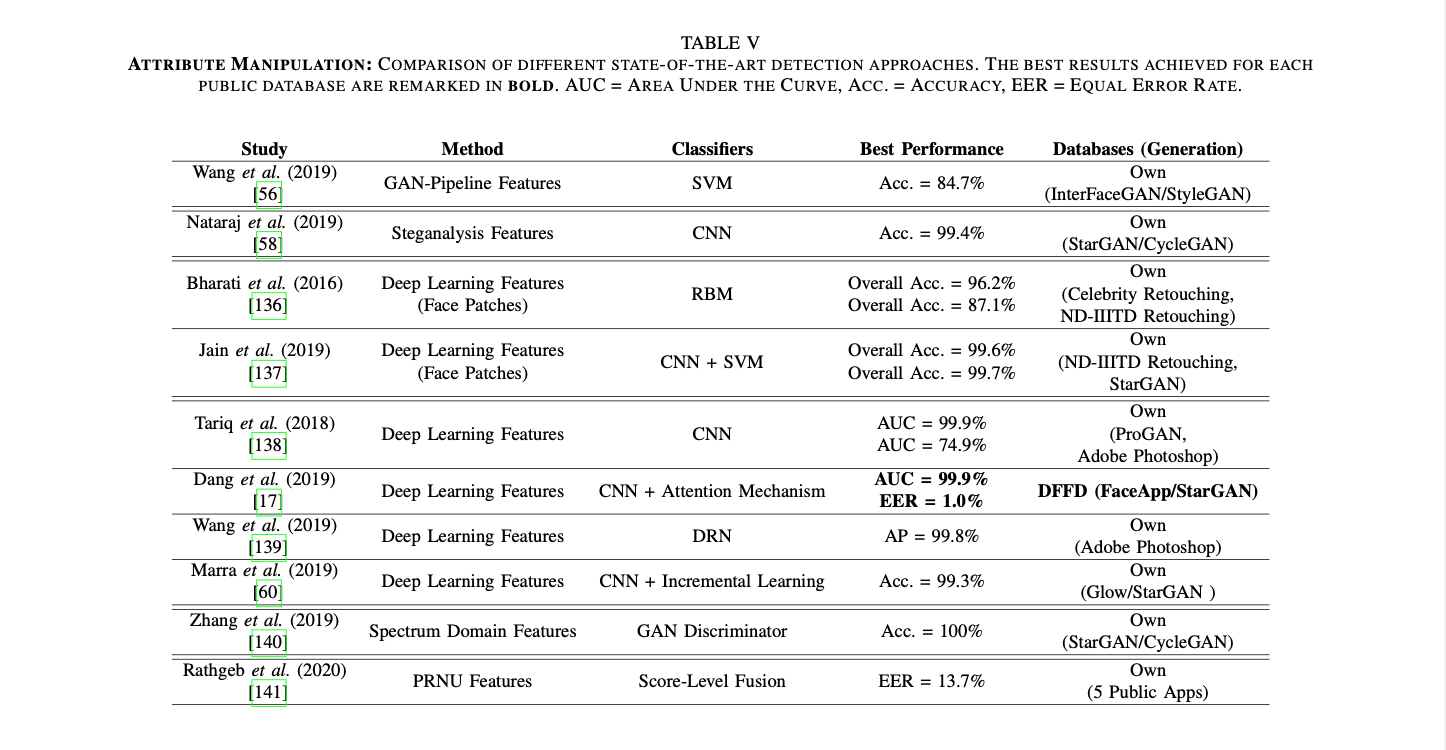 TABLE V
ATTRIBUTE MANIPULATION: COMPARISON OF DIFFERENT STATE-OF-THE-ART DETECTION APPROACHES. THE BEST RESULTS ACHIEVED FOR EACH
PUBLIC DATABASE ARE REMARKED IN BOLD. AUC = AREA UNDER THE CURVE, ACC. = ACCURACY, EER = EQUAL ERROR RATE.
Study Method Classifiers Best Performance Databases (Generation)
Wang et al. (2019)
[56]
GAN-Pipeline Features
SVM
Acc. = 84.7%
Own
(InterFaceGAN/StyleGAN)
Nataraj et al. (2019)
[58]
Steganalysis Features
CNN
Acc. = 99.4%
Own
(StarGAN/CycleGAN)
Bharati et al. (2016)
[136]
Deep Learning Features
(Face Patches)
RBM
Overall Acc. = 96.2%
Overall Acc. = 87.1%
Own
(Celebrity Retouching,
ND-IIITD Retouching)
Jain et al. (2019)
[137]
Deep Learning Features
(Face Patches)
CNN + SVM
Overall Acc. = 99.6%
Overall Acc. = 99.7%
Own
(ND-IIITD Retouching,
StarGAN)
Tariq et al. (2018)
[138]
Deep Learning Features
CNN
AUC = 99.9%
AUC = 74.9%
Own
(ProGAN,
Adobe Photoshop)
Dang et al. (2019)
[17]
Deep Learning Features
CNN + Attention Mechanism
AUC = 99.9%
EER = 1.0%
DFFD (FaceApp/StarGAN)
Wang et al. (2019)
[139]
Deep Learning Features
DRN
AP = 99.8%
Own
(Adobe Photoshop)
Marra et al. (2019)
[60]
Deep Learning Features
CNN + Incremental Learning
Acc. = 99.3%
Own
(Glow/StarGAN )
Zhang et al. (2019)
[140]
Spectrum Domain Features
GAN Discriminator
Acc. = 100%
Own
(StarGAN/CycleGAN)
Rathgeb et al. (2020)
[141]
PRNU Features
Score-Level Fusion
EER = 13.7%
Own
(5 Public Apps)